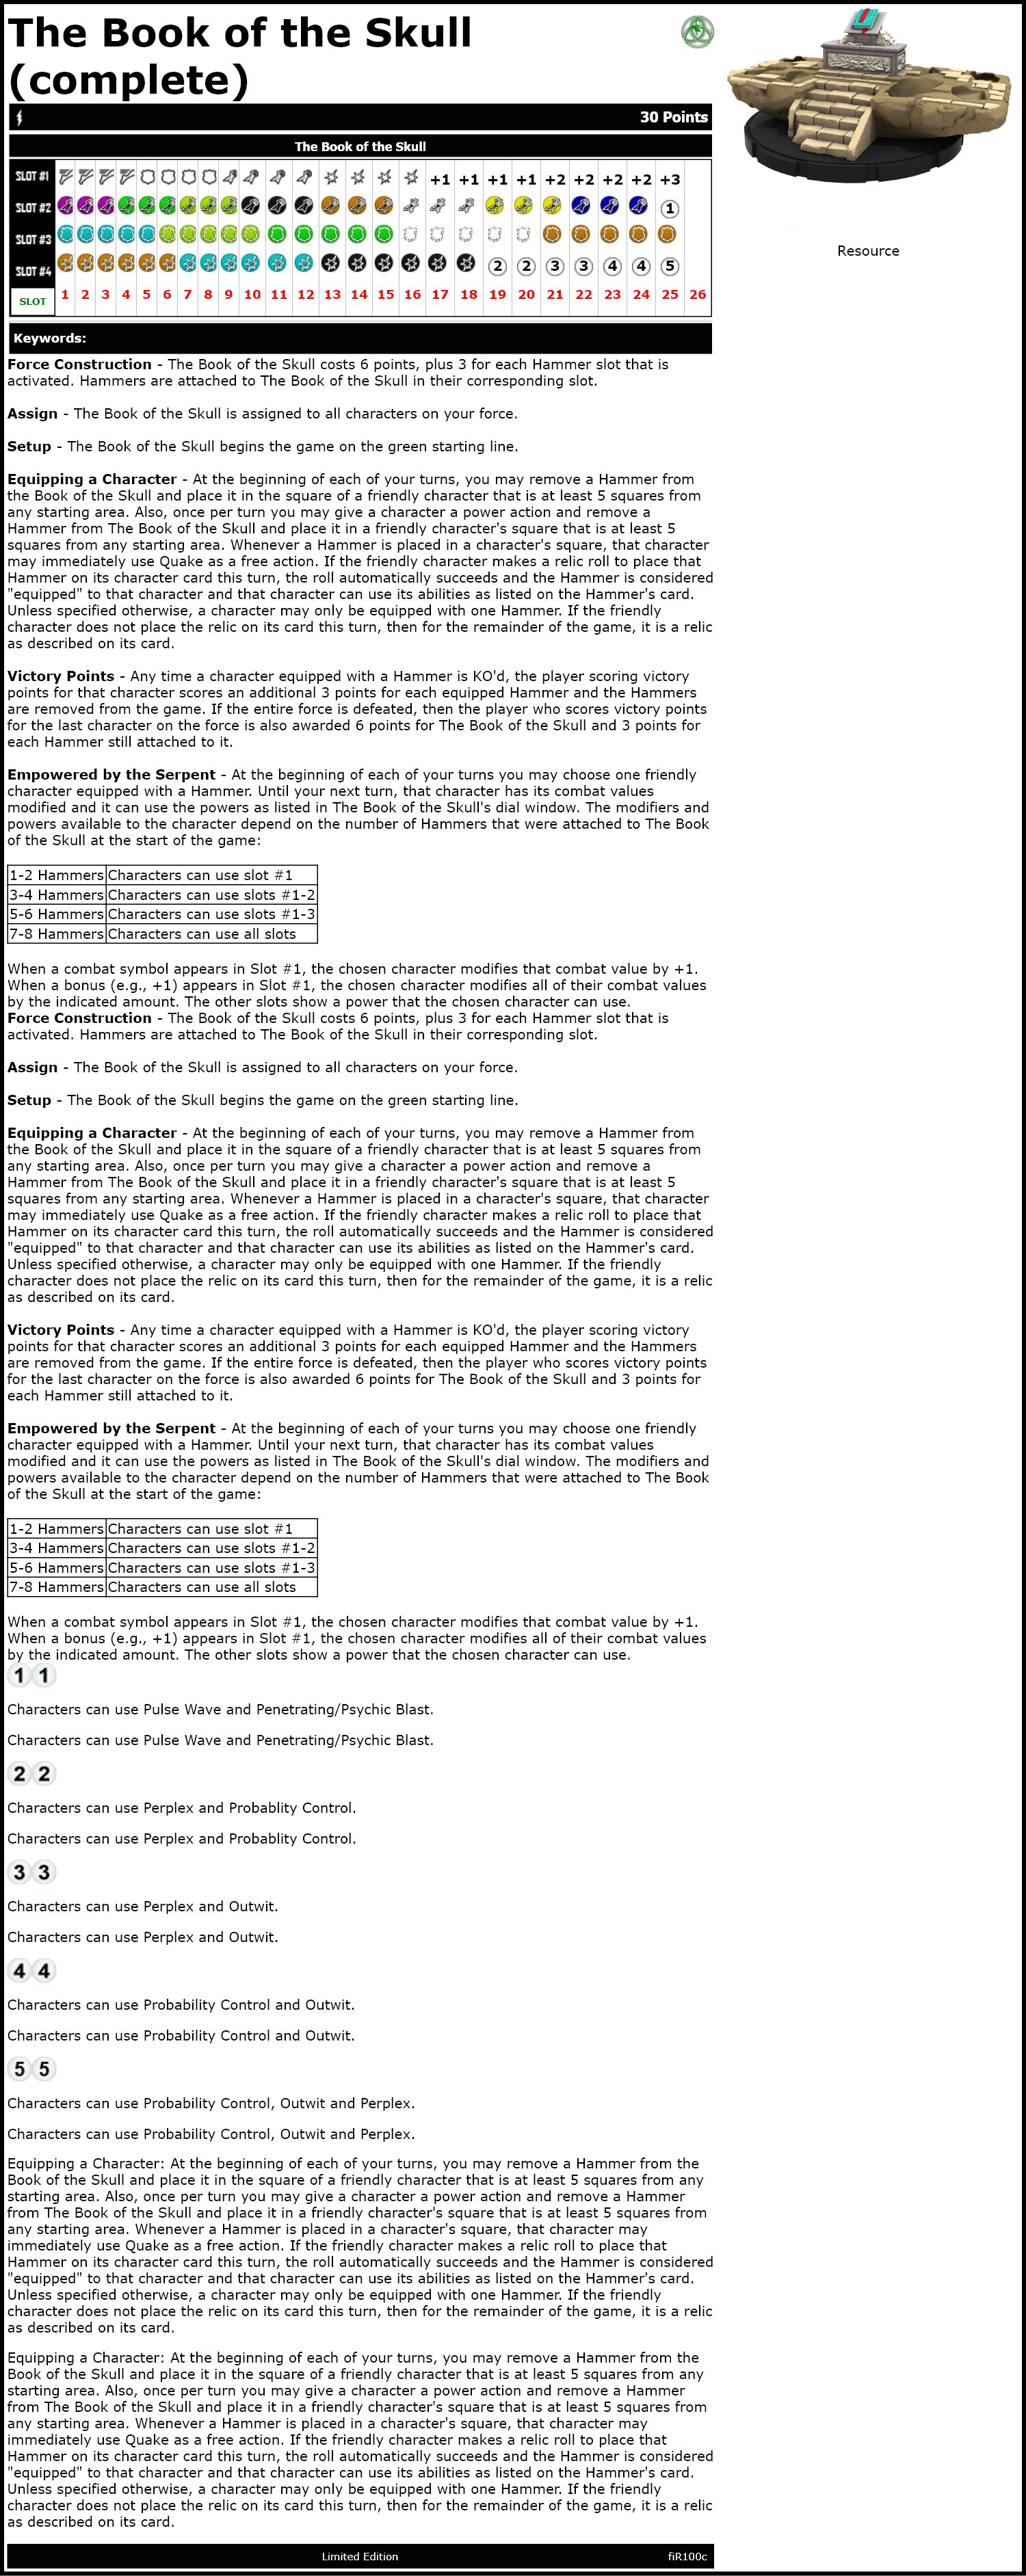 The Book of the Skull
(complete)
30 Points
The Book of the Skull
SLOT #1 +1 +1 +1 +1 +2 +2 +2 +2 +3
SLOT #2 1
SLOT #3
SLOT #4 2 2 3 3 4 4 5
SLOT 1 2 3 4 5 6 7 8 9 10 11 12 13 14 15 16 17 18 19 20 21 22 23 24 25 26
Resource
Keywords:
Force Construction - The Book of the Skull costs 6 points, plus 3 for each Hammer slot that is
activated. Hammers are attached to The Book of the Skull in their corresponding slot.
Assign - The Book of the Skull is assigned to all characters on your force.
Setup - The Book of the Skull begins the game on the green starting line.
Equipping a Character - At the beginning of each of your turns, you may remove a Hammer from
the Book of the Skull and place it in the square of a friendly character that is at least 5 squares from
any starting area. Also, once per turn you may give a character a power action and remove a
Hammer from The Book of the Skull and place it in a friendly character's square that is at least 5
squares from any starting area. Whenever a Hammer is placed in a character's square, that character
may immediately use Quake as a free action. If the friendly character makes a relic roll to place that
Hammer on its character card this turn, the roll automatically succeeds and the Hammer is considered
"equipped" to that character and that character can use its abilities as listed on the Hammer's card.
Unless specified otherwise, a character may only be equipped with one Hammer. If the friendly
character does not place the relic on its card this turn, then for the remainder of the game, it is a relic
as described on its card.
Victory Points - Any time a character equipped with a Hammer is KO'd, the player scoring victory
points for that character scores an additional 3 points for each equipped Hammer and the Hammers
are removed from the game. If the entire force is defeated, then the player who scores victory points
for the last character on the force is also awarded 6 points for The Book of the Skull and 3 points for
each Hammer still attached to it.
Empowered by the Serpent - At the beginning of each of your turns you may choose one friendly
character equipped with a Hammer. Until your next turn, that character has its combat values
modified and it can use the powers as listed in The Book of the Skull's dial window. The modifiers and
powers available to the character depend on the number of Hammers that were attached to The Book
of the Skull at the start of the game:
1-2 Hammers Characters can use slot #1
3-4 Hammers Characters can use slots #1-2
5-6 Hammers Characters can use slots #1-3
7-8 Hammers Characters can use all slots
When a combat symbol appears in Slot #1, the chosen character modifies that combat value by +1.
When a bonus (e.g., +1) appears in Slot #1, the chosen character modifies all of their combat values
by the indicated amount. The other slots show a power that the chosen character can use.
Force Construction - The Book of the Skull costs 6 points, plus 3 for each Hammer slot that is
activated. Hammers are attached to The Book of the Skull in their corresponding slot.
Assign - The Book of the Skull is assigned to all characters on your force.
Setup - The Book of the Skull begins the game on the green starting line.
Equipping a Character - At the beginning of each of your turns, you may remove a Hammer from
the Book of the Skull and place it in the square of a friendly character that is at least 5 squares from
any starting area. Also, once per turn you may give a character a power action and remove a
Hammer from The Book of the Skull and place it in a friendly character's square that is at least 5
squares from any starting area. Whenever a Hammer is placed in a character's square, that character
may immediately use Quake as a free action. If the friendly character makes a relic roll to place that
Hammer on its character card this turn, the roll automatically succeeds and the Hammer is considered
"equipped" to that character and that character can use its abilities as listed on the Hammer's card.
Unless specified otherwise, a character may only be equipped with one Hammer. If the friendly
character does not place the relic on its card this turn, then for the remainder of the game, it is a relic
as described on its card.
Victory Points - Any time a character equipped with a Hammer is KO'd, the player scoring victory
points for that character scores an additional 3 points for each equipped Hammer and the Hammers
are removed from the game. If the entire force is defeated, then the player who scores victory points
for the last character on the force is also awarded 6 points for The Book of the Skull and 3 points for
each Hammer still attached to it.
Empowered by the Serpent - At the beginning of each of your turns you may choose one friendly
character equipped with a Hammer. Until your next turn, that character has its combat values
modified and it can use the powers as listed in The Book of the Skull's dial window. The modifiers and
powers available to the character depend on the number of Hammers that were attached to The Book
of the Skull at the start of the game:
1-2 Hammers Characters can use slot #1
3-4 Hammers Characters can use slots #1-2
5-6 Hammers Characters can use slots #1-3
7-8 Hammers Characters can use all slots
When a combat symbol appears in Slot #1, the chosen character modifies that combat value by +1.
When a bonus (e.g., +1) appears in Slot #1, the chosen character modifies all of their combat values
by the indicated amount. The other slots show a power that the chosen character can use.
1 1
Characters can use Pulse Wave and Penetrating/Psychic Blast.
Characters can use Pulse Wave and Penetrating/Psychic Blast.
2 2
Characters can use Perplex and Probablity Control.
Characters can use Perplex and Probablity Control.
3 3
Characters can use Perplex and Outwit.
Characters can use Perplex and Outwit.
4 4
Characters can use Probability Control and Outwit.
Characters can use Probability Control and Outwit.
5 5
Characters can use Probability Control, Outwit and Perplex.
Characters can use Probability Control, Outwit and Perplex.
Equipping a Character: At the beginning of each of your turns, you may remove a Hammer from the
Book of the Skull and place it in the square of a friendly character that is at least 5 squares from any
starting area. Also, once per turn you may give a character a power action and remove a Hammer
from The Book of the Skull and place it in a friendly character's square that is at least 5 squares from
any starting area. Whenever a Hammer is placed in a character's square, that character may
immediately use Quake as a free action. If the friendly character makes a relic roll to place that
Hammer on its character card this turn, the roll automatically succeeds and the Hammer is considered
"equipped" to that character and that character can use its abilities as listed on the Hammer's card.
Unless specified otherwise, a character may only be equipped with one Hammer. If the friendly
character does not place the relic on its card this turn, then for the remainder of the game, it is a relic
as described on its card.
Equipping a Character: At the beginning of each of your turns, you may remove a Hammer from the
Book of the Skull and place it in the square of a friendly character that is at least 5 squares from any
starting area. Also, once per turn you may give a character a power action and remove a Hammer
from The Book of the Skull and place it in a friendly character's square that is at least 5 squares from
any starting area. Whenever a Hammer is placed in a character's square, that character may
immediately use Quake as a free action. If the friendly character makes a relic roll to place that
Hammer on its character card this turn, the roll automatically succeeds and the Hammer is considered
"equipped" to that character and that character can use its abilities as listed on the Hammer's card.
Unless specified otherwise, a character may only be equipped with one Hammer. If the friendly
character does not place the relic on its card this turn, then for the remainder of the game, it is a relic
as described on its card.
Limited Edition
fiR100c